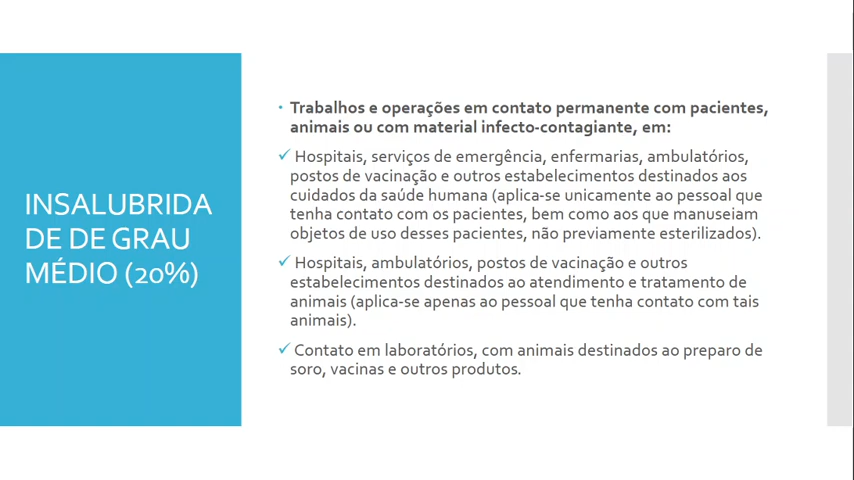 INSALUBRIDA
DE DE GRAU
MÉDIO (20%)
• Trabalhos e operações em contato permanente com pacientes,
animais ou com material infecto-contagiante, em:
✓ Hospitais, serviços de emergência, enfermarias, ambulatórios,
postos de vacinação e outros estabelecimentos destinados aos
cuidados da saúde humana (aplica-se unicamente ao pessoal que
tenha contato com os pacientes, bem como aos que manuseiam
objetos de uso desses pacientes, não previamente esterilizados).
✓ Hospitais, ambulatórios, postos de vacinação e outros
estabelecimentos destinados ao atendimento e tratamento de
animais (aplica-se apenas ao pessoal que tenha contato com tais
animais).
✓ Contato em laboratórios, com animais destinados ao preparo de
soro, vacinas e outros produtos.